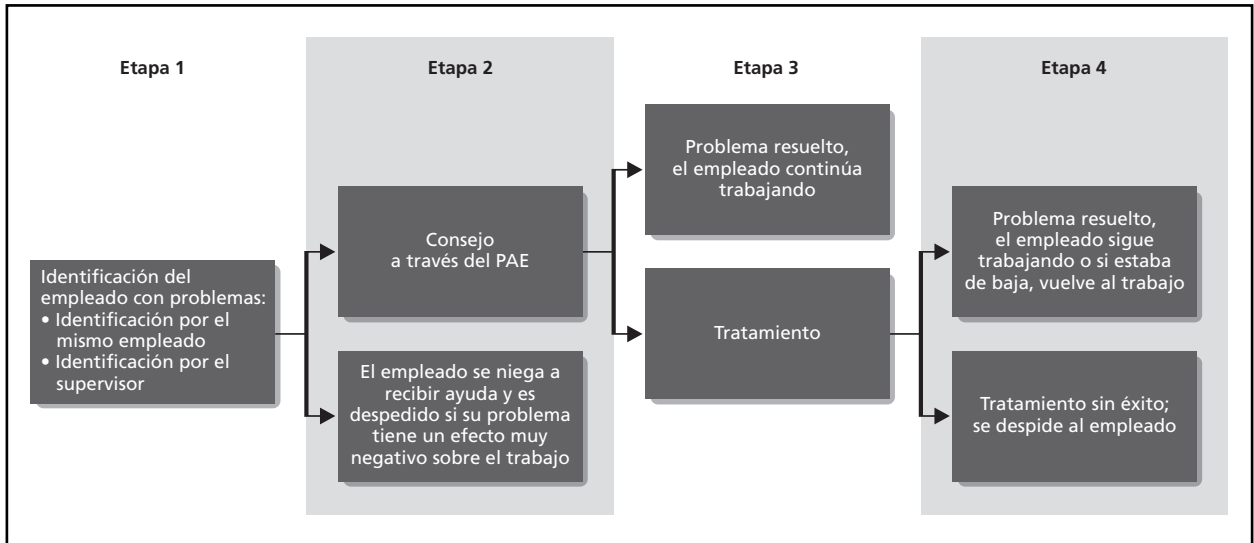 Etapa 1
Etapa 2
Etapa 3
Etapa 4
Identificación del
empleado con problemas:
• Identificación por el
mismo empleado
• Identificación por el
supervisor
Consejo
a través del PAE
El empleado se niega a
recibir ayuda y es
despedido si su problema
tiene un efecto muy
negativo sobre el trabajo
Problema resuelto,
el empleado continúa
trabajando
Tratamiento
Problema resuelto,
el empleado sigue
trabajando o si estaba
de baja, vuelve al trabajo
Tratamiento sin éxito;
se despide al empleado